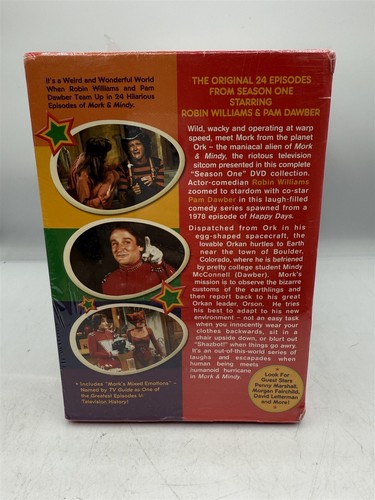 It's a Weird and Wonderful World
When Robin Williams and Pam
Dawber Team Up in 24 Hilarious
Episodes of Mork & Mindy.
• Includes "Mork's Mixed Emotions" –
Named by TV Guide as One of
the Greatest Episodes In
Television History!
THE ORIGINAL 24 EPISODES
FROM SEASON ONE
STARRING
ROBIN WILLIAMS & PAM DAWBER
Wild, wacky and operating at warp
speed, meet Mork from the planet
Ork – the maniacal alien of Mork
& Mindy, the riotous television
sitcom presented in this complete
"Season One" DVD collection.
Actor-comedian Robin Williams
zoomed to stardom with co-star
Pam Dawber in this laugh-filled
comedy series spawned from a
1978 episode of Happy Days.
Dispatched from Ork in his
egg-shaped spacecraft, the
lovable Orkan hurtles to Earth
near the town of Boulder,
Colorado, where he is befriended
by pretty college student Mindy
McConnell (Dawber). Mork's
mission is to observe the bizarre
customs of the earthlings and
then report back to his great
Orkan leader, Orson. He tries
his best to adapt to his new
environment – not an easy task
when you innocently wear your
clothes backwards, sit in a
chair upside down, or blurt out
"Shazbot!" when things go awry.
It's an out-of-this-world series of
laughs and escapades when
human being meets
humanoid hurricane
in Mork & Mindy.
Look For
Guest Stars
Penny Marshall,
Morgan Fairchild,
David Letterman
and More!